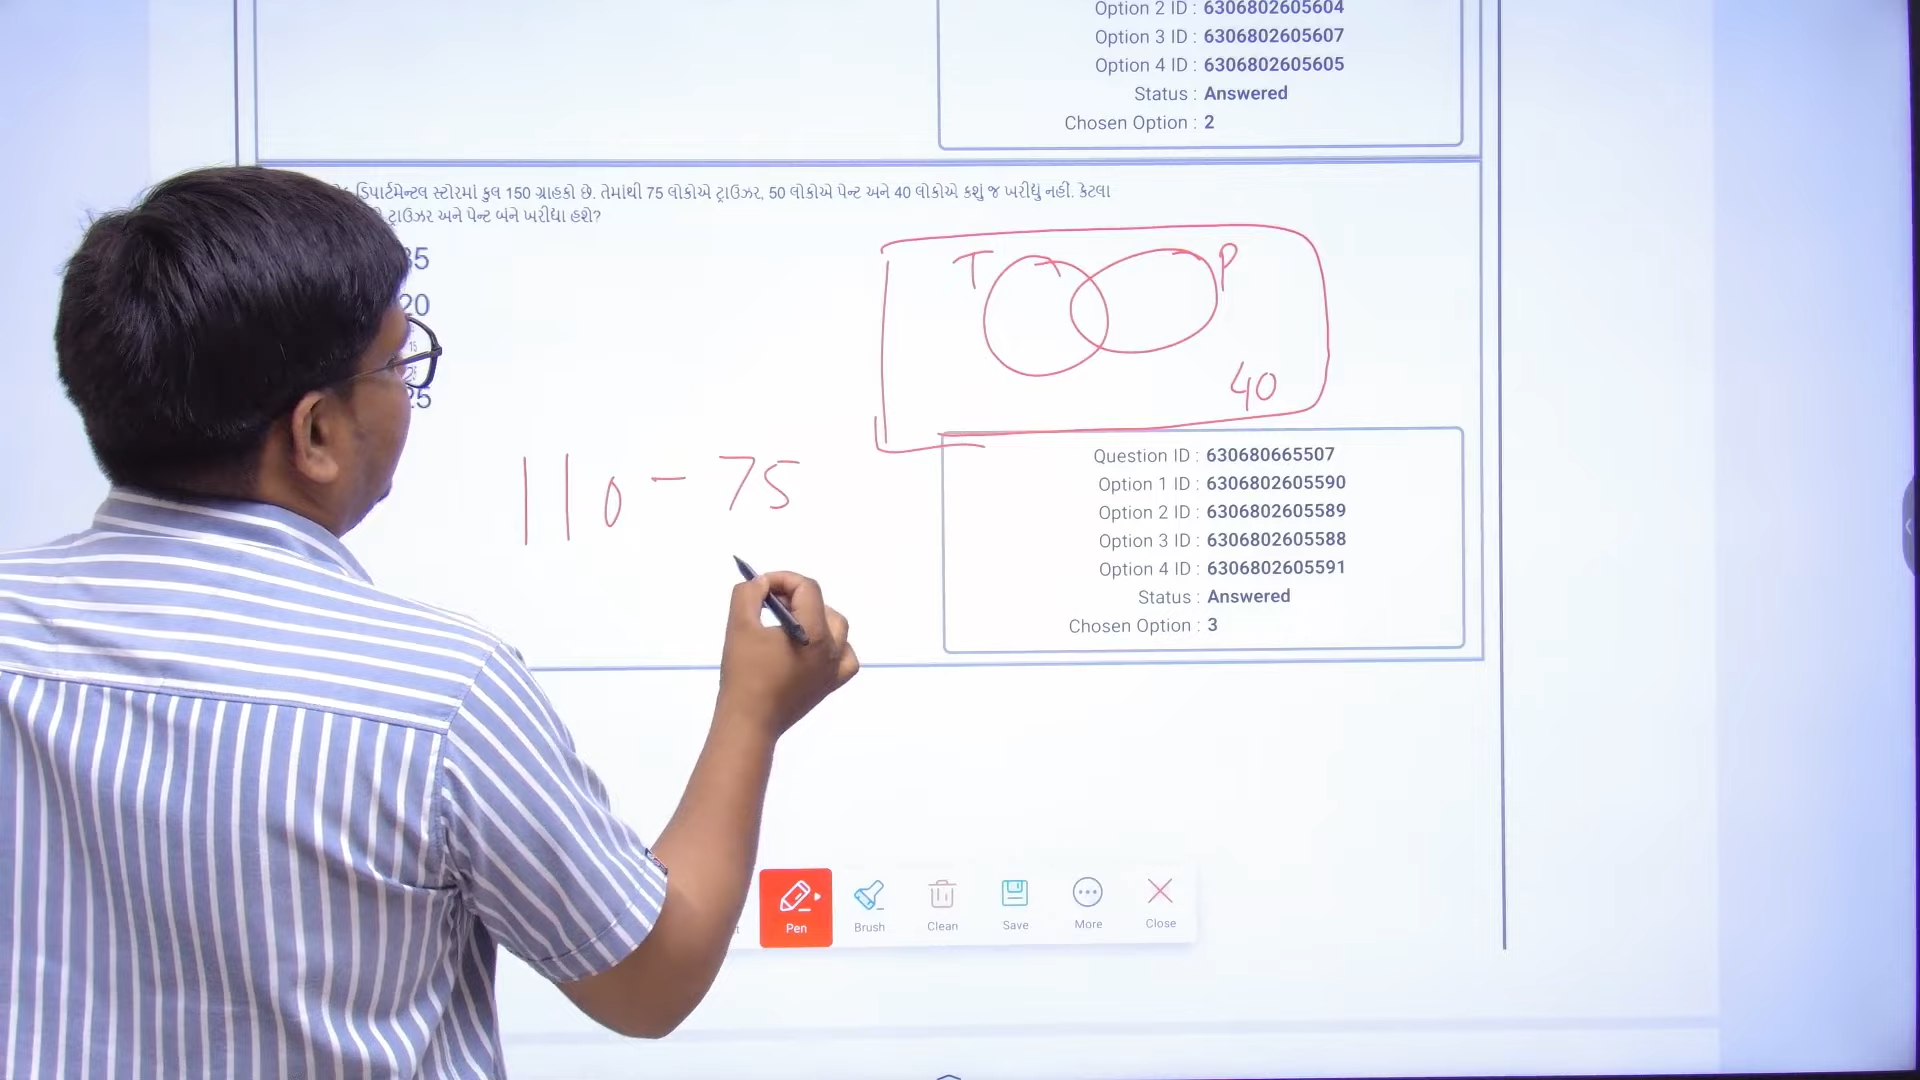 Option 2 ID : 6306802605604
Option 3 ID : 6306802605607
Option 4 ID : 6306802605605
Status : Answered
Chosen Option : 2
ડિપાર્ટમેન્ટલ સ્ટોરમાં કુલ 150 ગ્રાહકો છે. તેમાંથી 75 લોકોએ ટ્રાઉઝર, 50 લોકોએ પેન્ટ અને 40 લોકોએ કશું જ ખરીદ્યું નહીં. કેટલા
ટ્રાઉઝર અને પેન્ટ બંને ખરીદ્યા હશે?
35
20
25
T P
40
110 - 75
Question ID : 630680665507
Option 1 ID : 6306802605590
Option 2 ID : 6306802605589
Option 3 ID : 6306802605588
Option 4 ID : 6306802605591
Status : Answered
Chosen Option : 3
Pen Brush Clean Save More Close